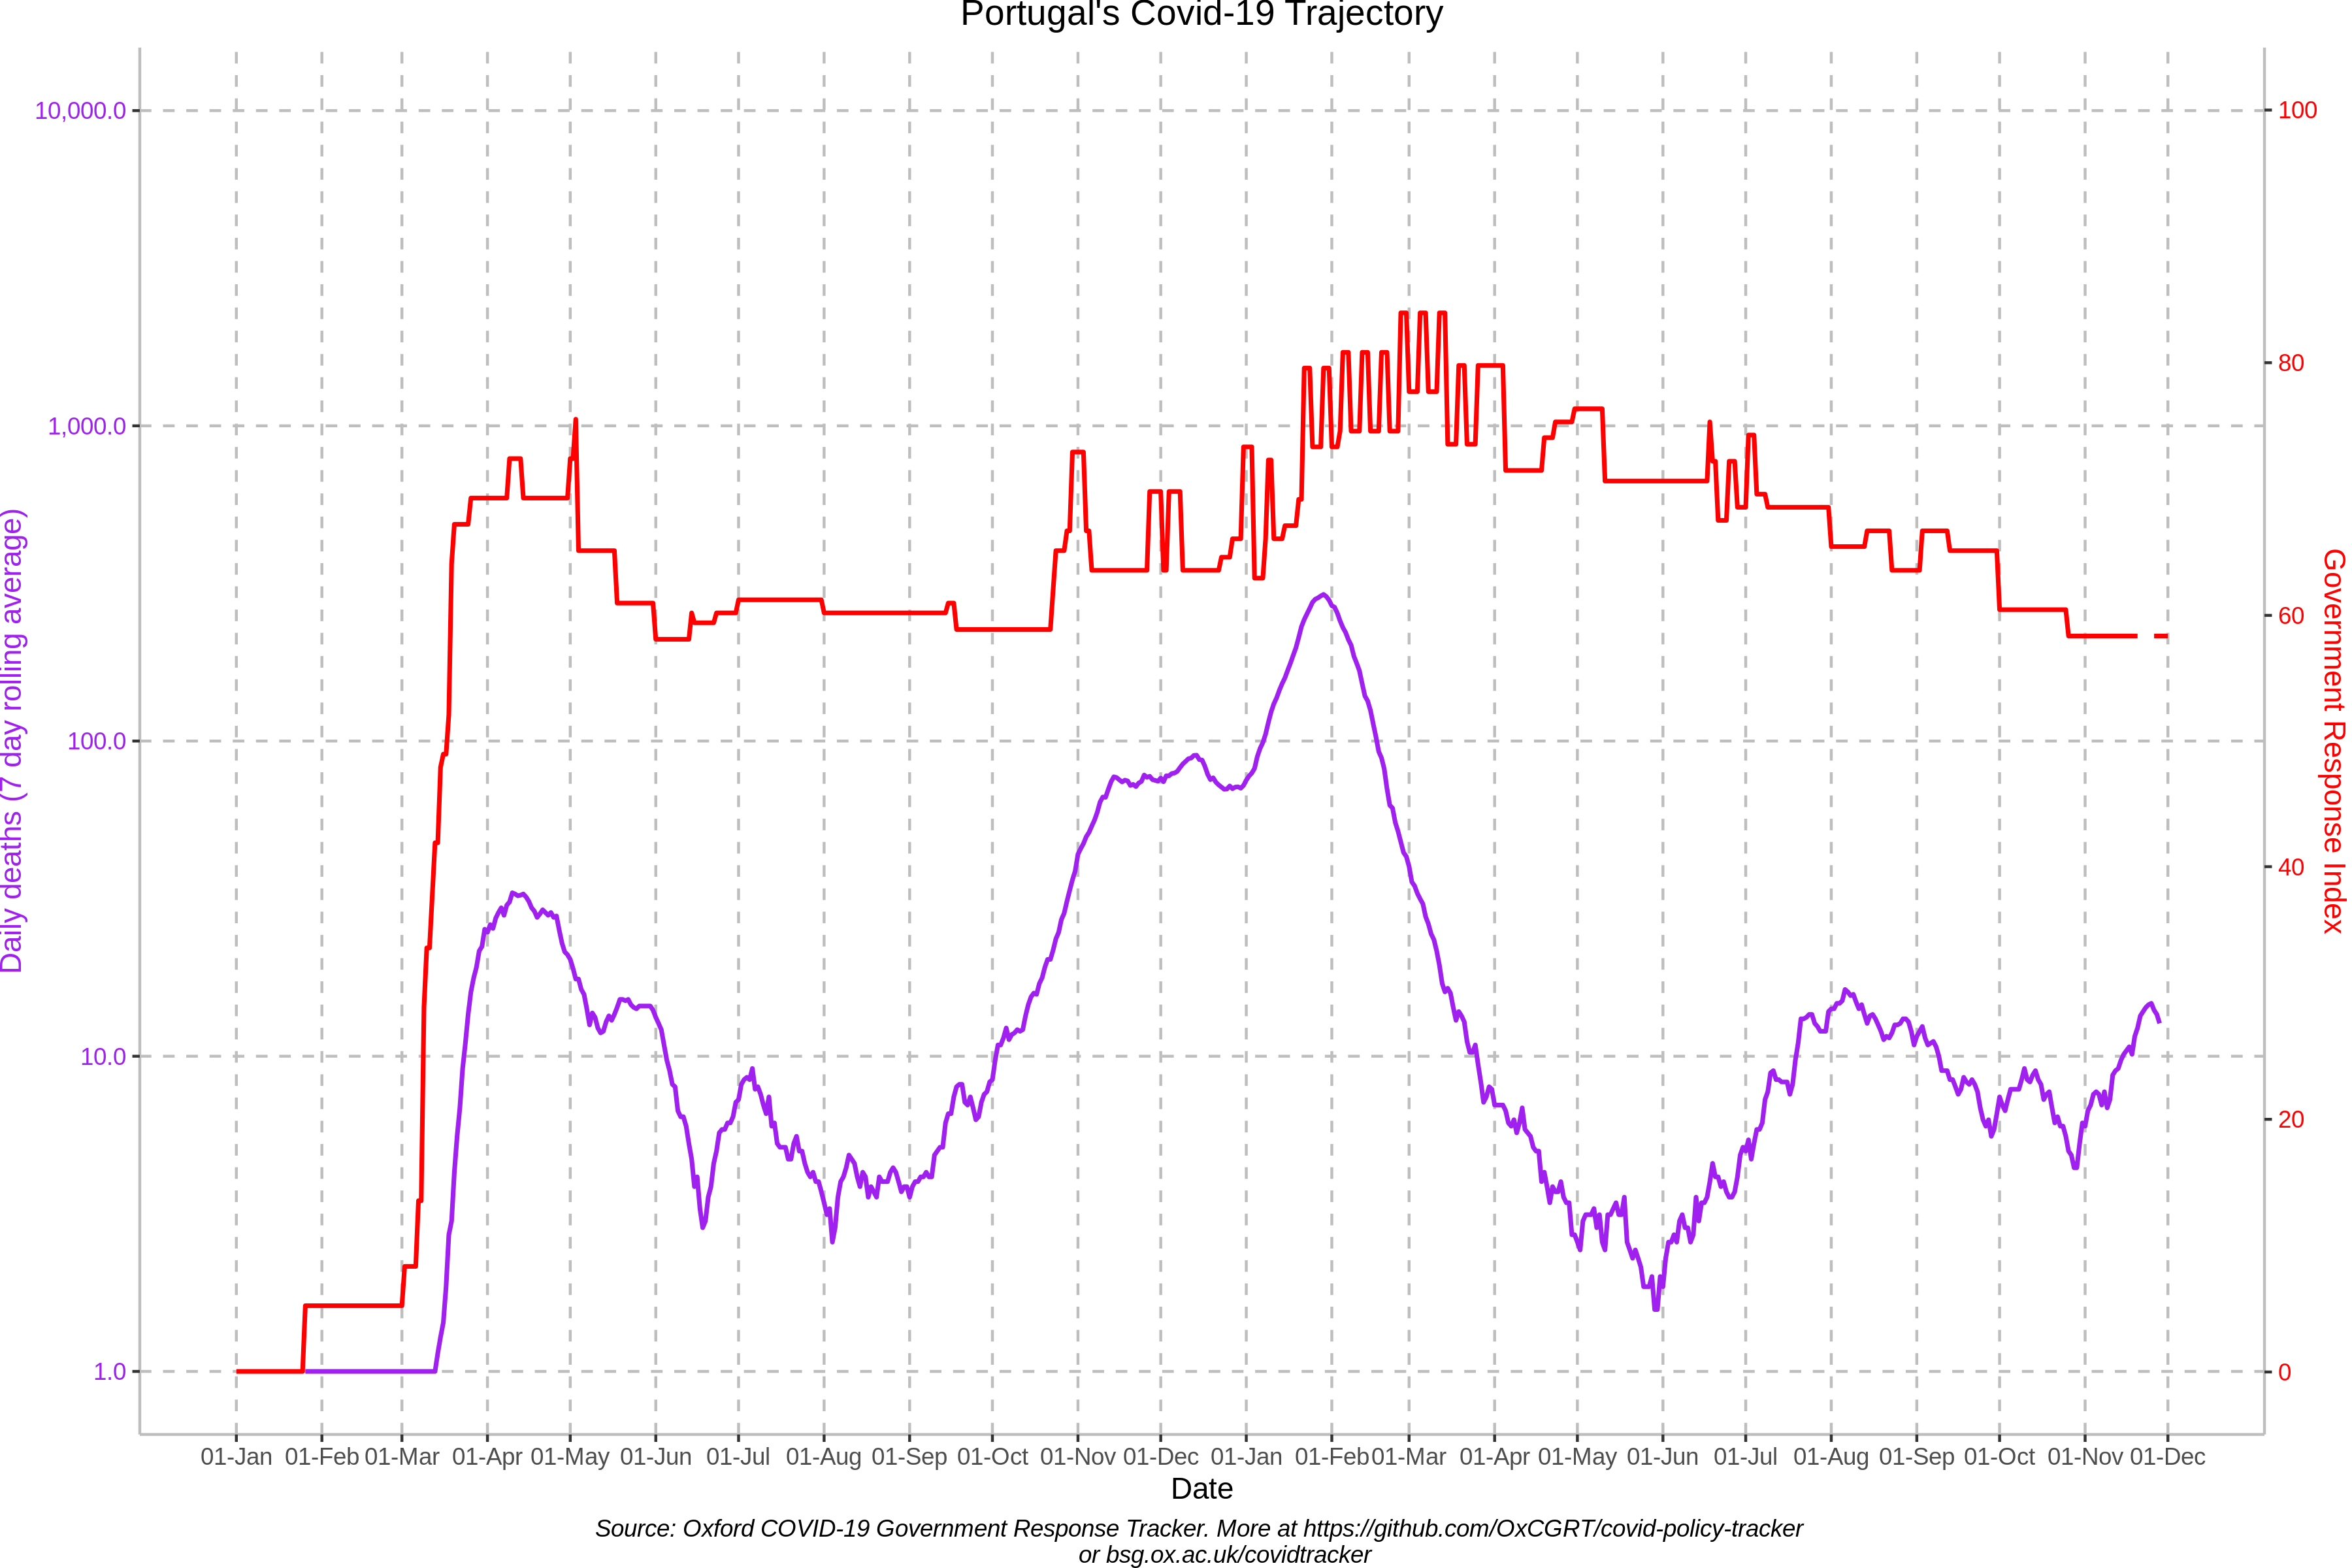 Portugal's Covid-19 Trajectory
Daily deaths (7 day rolling average)
10,000.0
1,000.0
100.0
10.0
1.0
100
80
60
40
20
0
Government Response Index
01-Jan 01-Feb 01-Mar 01-Apr 01-May 01-Jun 01-Jul 01-Aug 01-Sep 01-Oct 01-Nov 01-Dec 01-Jan 01-Feb 01-Mar 01-Apr 01-May 01-Jun 01-Jul 01-Aug 01-Sep 01-Oct 01-Nov 01-Dec
Date
Source: Oxford COVID-19 Government Response Tracker. More at https://github.com/OxCGRT/covid-policy-tracker
or bsg.ox.ac.uk/covidtracker